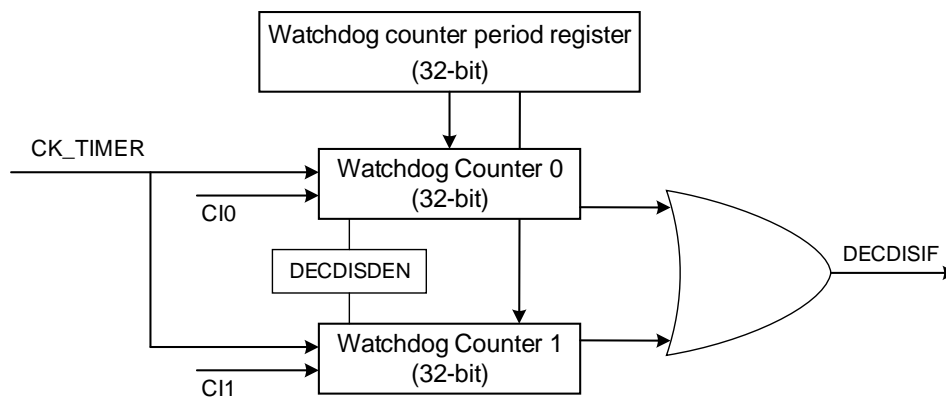 Watchdog counter period register
(32-bit)
CK_TIMER
Watchdog Counter 0
(32-bit)
CI0
DECDISDEN
DECDISIF
Watchdog Counter 1
(32-bit)
CI1